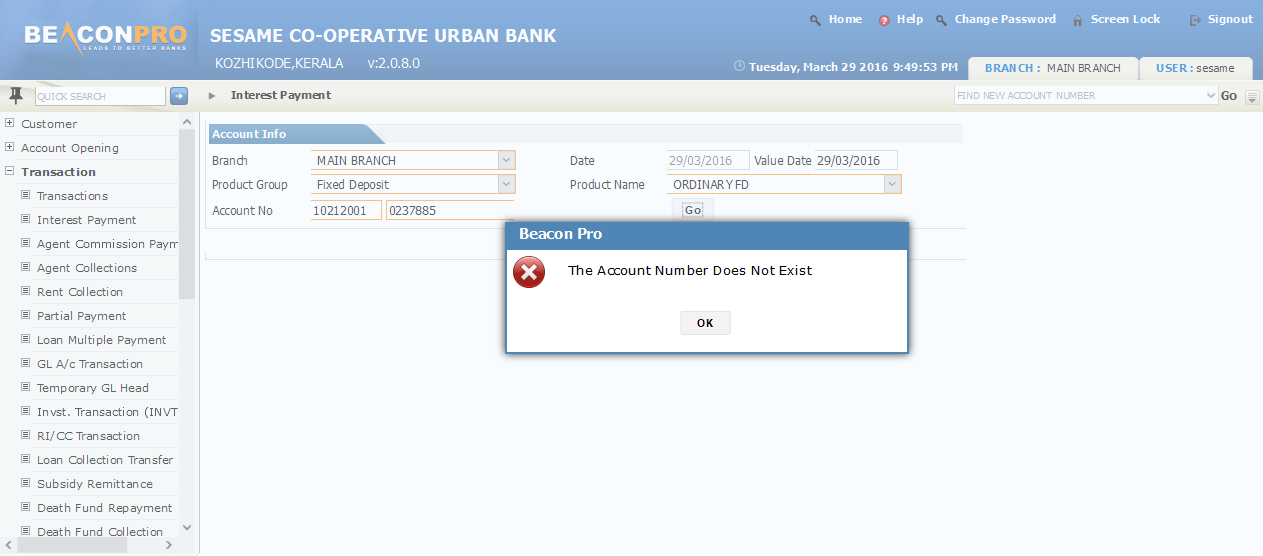 BEACONPRO
LEADS TO BETTER BANKS
SESAME CO-OPERATIVE URBAN BANK
KOZHIKODE,KERALA v:2.0.8.0
Home Help Change Password Screen Lock Signout
Tuesday, March 29 2016 9:49:53 PM BRANCH : MAIN BRANCH USER : sesame
QUICK SEARCH Interest Payment FIND NEW ACCOUNT NUMBER Go
Customer
Account Opening
Transaction
Transactions
Interest Payment
Agent Commission Paym
Agent Collections
Rent Collection
Partial Payment
Loan Multiple Payment
GL A/c Transaction
Temporary GL Head
Invst. Transaction (INVT
RI/CC Transaction
Loan Collection Transfer
Subsidy Remittance
Death Fund Repayment
Death Fund Collection
Account Info
Branch MAIN BRANCH Date 29/03/2016 Value Date 29/03/2016
Product Group Fixed Deposit Product Name ORDINARY FD
Account No 10212001 0237885 Go
Beacon Pro
The Account Number Does Not Exist
OK